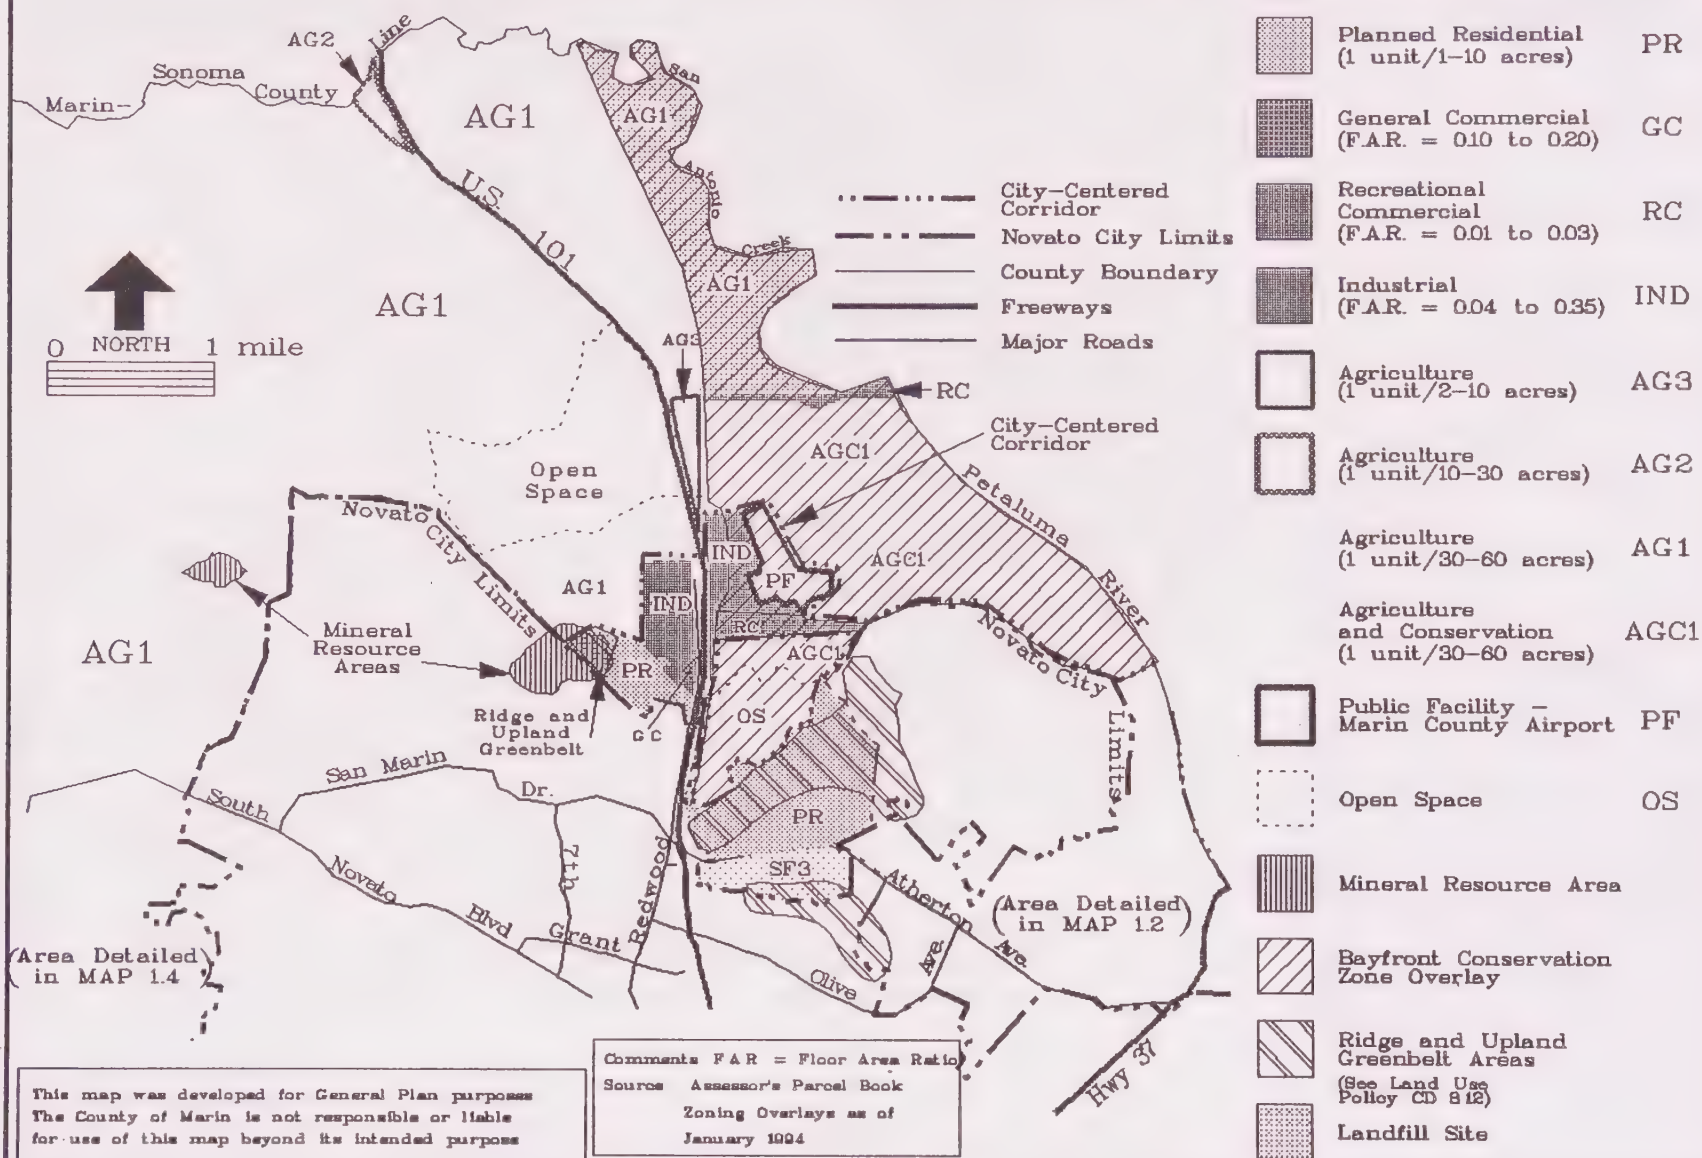 AG2
Line
Sonoma
County
Marin-
AG1
San
AG1
Antonio
Creek
AG1
U.S.
101
AG1
NORTH
0 1 mile
AG3
City-Centered
Corridor
Novato City Limits
County Boundary
Freeways
Major Roads
RC
City-Centered
Corridor
AGC1
Petaluma
River
Open
Space
Novato
City
Limits
IND
PF
AGC1
AG1
IND
RC
AGC1
Novato City
Limits
Mineral
Resource
Areas
AG1
PR
Ridge and
Upland
Greenbelt
GC
OS
San Marin
Dr.
South
Novato
Blvd
7th
Redwood
Grant
PR
SF3
Atherton
Ave.
Ave.
Olive
(Area Detailed)
in MAP 1.2
(Area Detailed)
in MAP 1.4
Hwy 37
Planned Residential PR
(1 unit/1-10 acres)
General Commercial GC
(F.A.R. = 0.10 to 0.20)
Recreational
Commercial RC
(F.A.R. = 0.01 to 0.03)
Industrial IND
(F.A.R. = 0.04 to 0.35)
Agriculture AG3
(1 unit/2-10 acres)
Agriculture AG2
(1 unit/10-30 acres)
Agriculture AG1
(1 unit/30-60 acres)
Agriculture
and Conservation AGC1
(1 unit/30-60 acres)
Public Facility -
Marin County Airport PF
Open Space OS
Mineral Resource Area
Bayfront Conservation
Zone Overlay
Ridge and Upland
Greenbelt Areas
(See Land Use
Policy CD 8.12)
Landfill Site
This map was developed for General Plan purposes
The County of Marin is not responsible or liable
for use of this map beyond its intended purpose
Comments F A R = Floor Area Ratio
Source Assessor's Parcel Book
Zoning Overlays as of
January 1994